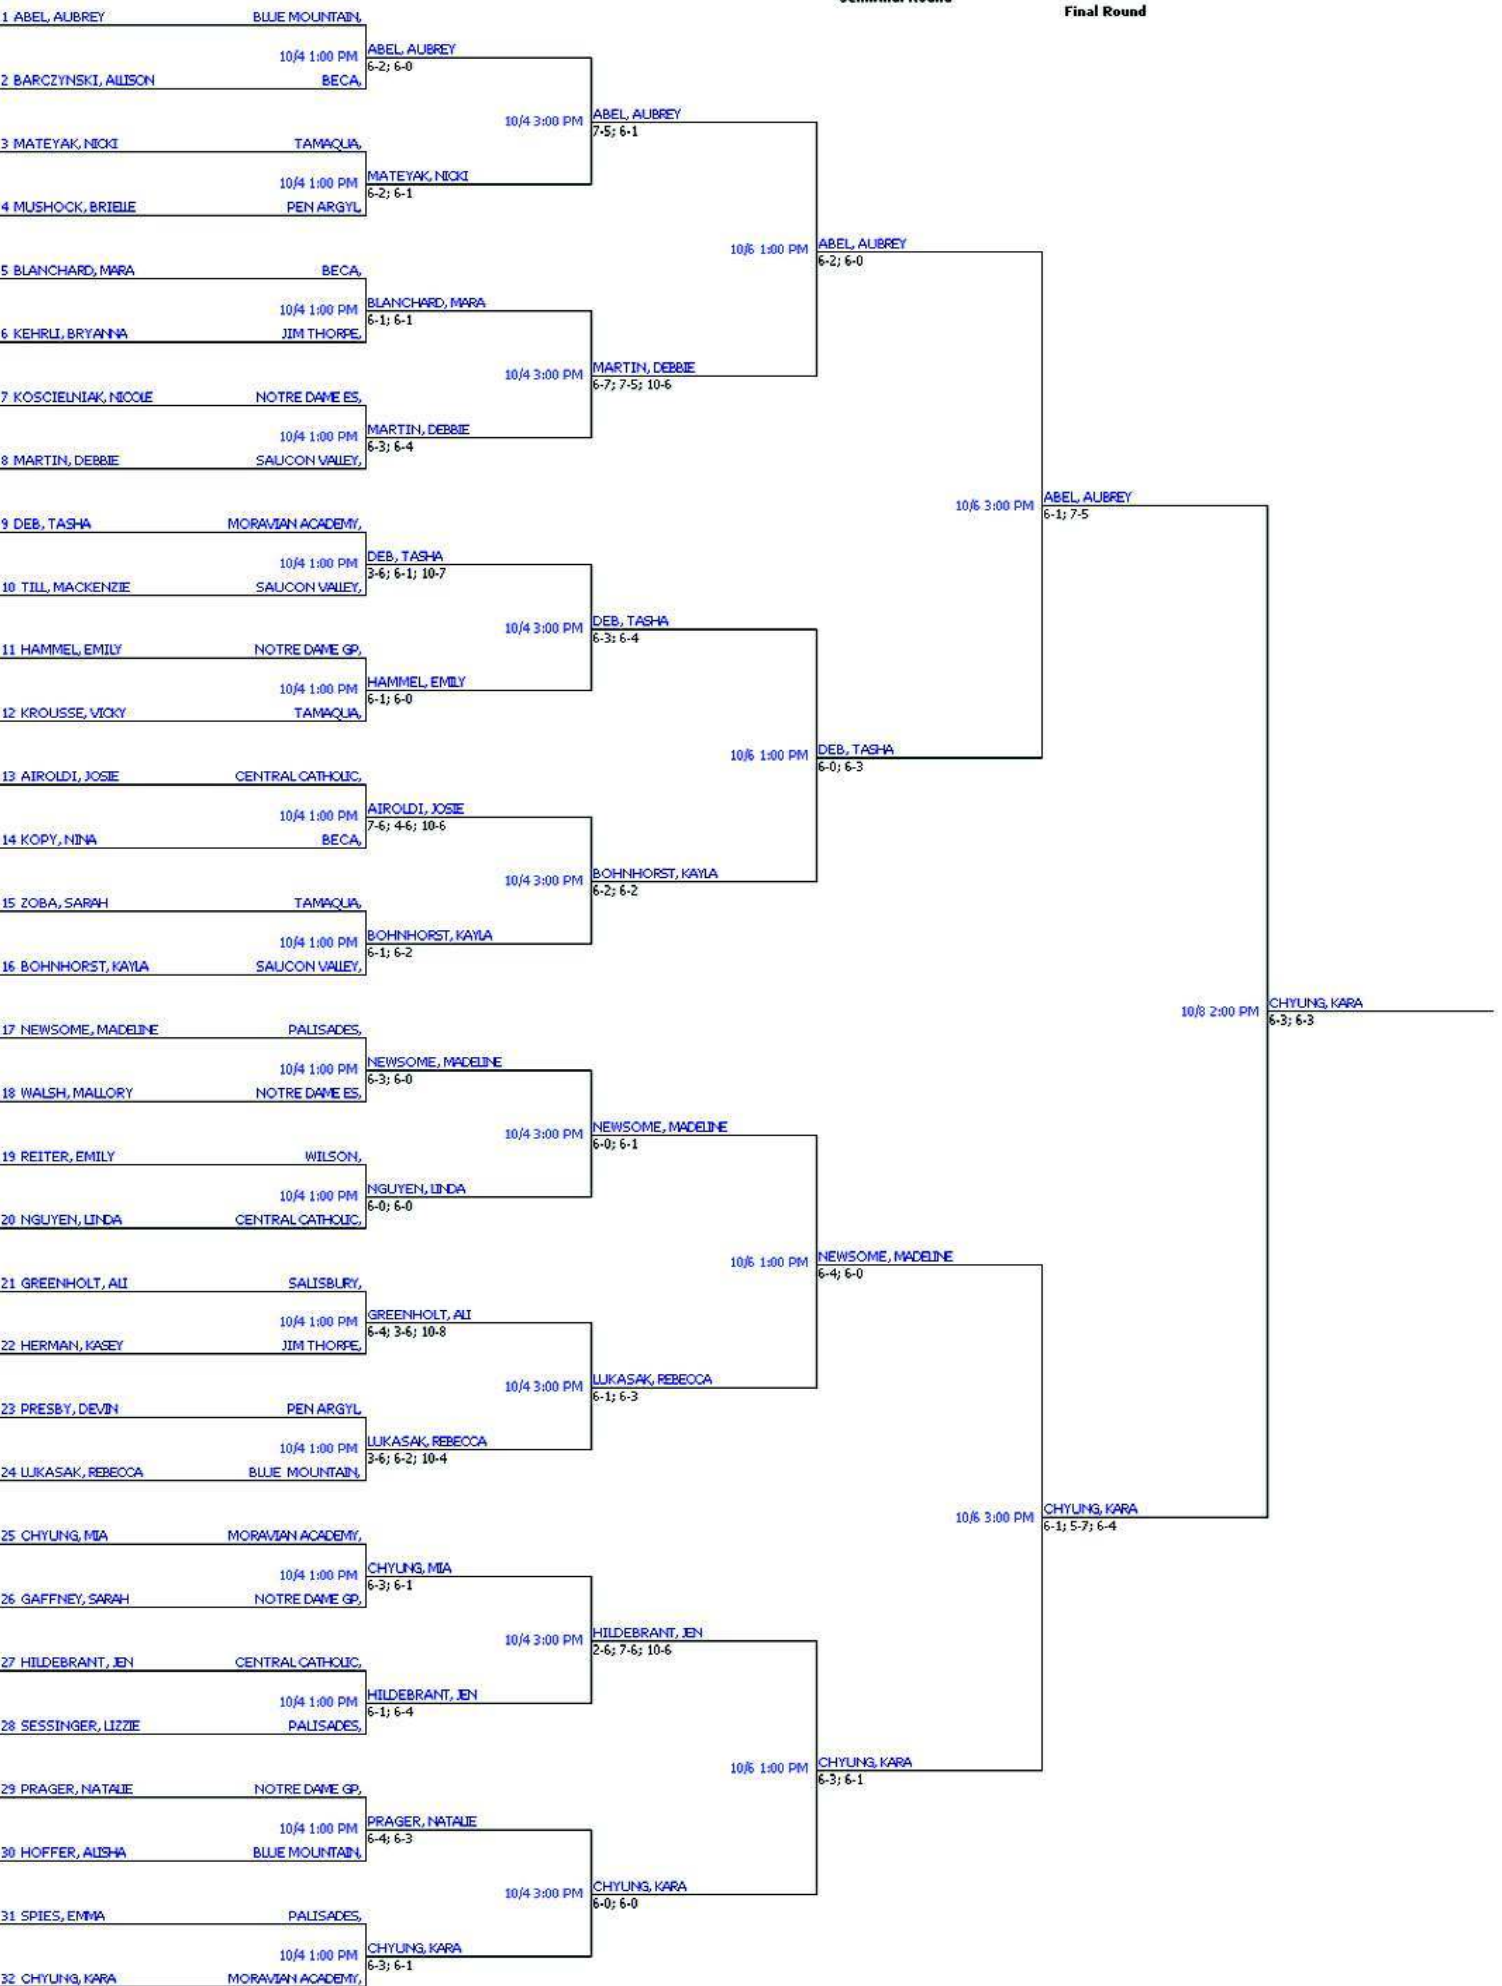 Final Round
1 ABEL, AUBREY BLUE MOUNTAIN,
10/4 1:00 PM ABEL, AUBREY
6-2; 6-0
2 BARCZYNSKI, ALLISON BECA,
10/4 3:00 PM ABEL, AUBREY
7-5; 6-1
3 MATEYAK, NICKI TAMAQUA,
10/4 1:00 PM MATEYAK, NICKI
6-2; 6-1
4 MUSHOCK, BRIELLE PEN ARGYL,
10/6 1:00 PM ABEL, AUBREY
6-2; 6-0
5 BLANCHARD, MARA BECA,
10/4 1:00 PM BLANCHARD, MARA
6-1; 6-1
6 KEHRLI, BRYANNA JIM THORPE,
10/4 3:00 PM MARTIN, DEBBIE
6-7; 7-5; 10-6
7 KOSCIELNIAK, NICOLE NOTRE DAME ES,
10/4 1:00 PM MARTIN, DEBBIE
6-3; 6-4
8 MARTIN, DEBBIE SAUCON VALLEY,
10/6 3:00 PM ABEL, AUBREY
6-1; 7-5
9 DEB, TASHA MORAVIAN ACADEMY,
10/4 1:00 PM DEB, TASHA
3-6; 6-1; 10-7
10 TILL, MACKENZIE SAUCON VALLEY,
10/4 3:00 PM DEB, TASHA
6-3; 6-4
11 HAMMEL, EMILY NOTRE DAME GP,
10/4 1:00 PM HAMMEL, EMILY
6-1; 6-0
12 KROUSSE, VICKY TAMAQUA,
10/6 1:00 PM DEB, TASHA
6-0; 6-3
13 AIROLDI, JOSIE CENTRAL CATHOLIC,
10/4 1:00 PM AIROLDI, JOSIE
7-6; 4-6; 10-6
14 KOPY, NINA BECA,
10/4 3:00 PM BOHNHORST, KAYLA
6-2; 6-2
15 ZOBA, SARAH TAMAQUA,
10/4 1:00 PM BOHNHORST, KAYLA
6-1; 6-2
16 BOHNHORST, KAYLA SAUCON VALLEY,
10/8 2:00 PM CHYUNG, KARA
6-3; 6-3
17 NEWSOME, MADELINE PALISADES,
10/4 1:00 PM NEWSOME, MADELINE
6-3; 6-0
18 WALSH, MALLORY NOTRE DAME ES,
10/4 3:00 PM NEWSOME, MADELINE
6-0; 6-1
19 REITER, EMILY WILSON,
10/4 1:00 PM NGUYEN, LINDA
6-0; 6-0
20 NGUYEN, LINDA CENTRAL CATHOLIC,
10/6 1:00 PM NEWSOME, MADELINE
6-4; 6-0
21 GREENHOLT, ALI SALISBURY,
10/4 1:00 PM GREENHOLT, ALI
6-4; 3-6; 10-8
22 HERMAN, KASEY JIM THORPE,
10/4 3:00 PM LUKASAK, REBECCA
6-1; 6-3
23 PRESBY, DEVIN PEN ARGYL,
10/4 1:00 PM LUKASAK, REBECCA
3-6; 6-2; 10-4
24 LUKASAK, REBECCA BLUE MOUNTAIN,
10/6 3:00 PM CHYUNG, KARA
6-1; 5-7; 6-4
25 CHYUNG, MIA MORAVIAN ACADEMY,
10/4 1:00 PM CHYUNG, MIA
6-3; 6-1
26 GAFFNEY, SARAH NOTRE DAME GP,
10/4 3:00 PM HILDEBRANT, JEN
2-6; 7-6; 10-6
27 HILDEBRANT, JEN CENTRAL CATHOLIC,
10/4 1:00 PM HILDEBRANT, JEN
6-1; 6-4
28 SESSINGER, LIZZIE PALISADES,
10/6 1:00 PM CHYUNG, KARA
6-3; 6-1
29 PRAGER, NATALIE NOTRE DAME GP,
10/4 1:00 PM PRAGER, NATALIE
6-4; 6-3
30 HOFFER, ALISHA BLUE MOUNTAIN,
10/4 3:00 PM CHYUNG, KARA
6-0; 6-0
31 SPIES, EMMA PALISADES,
10/4 1:00 PM CHYUNG, KARA
6-3; 6-1
32 CHYUNG, KARA MORAVIAN ACADEMY,